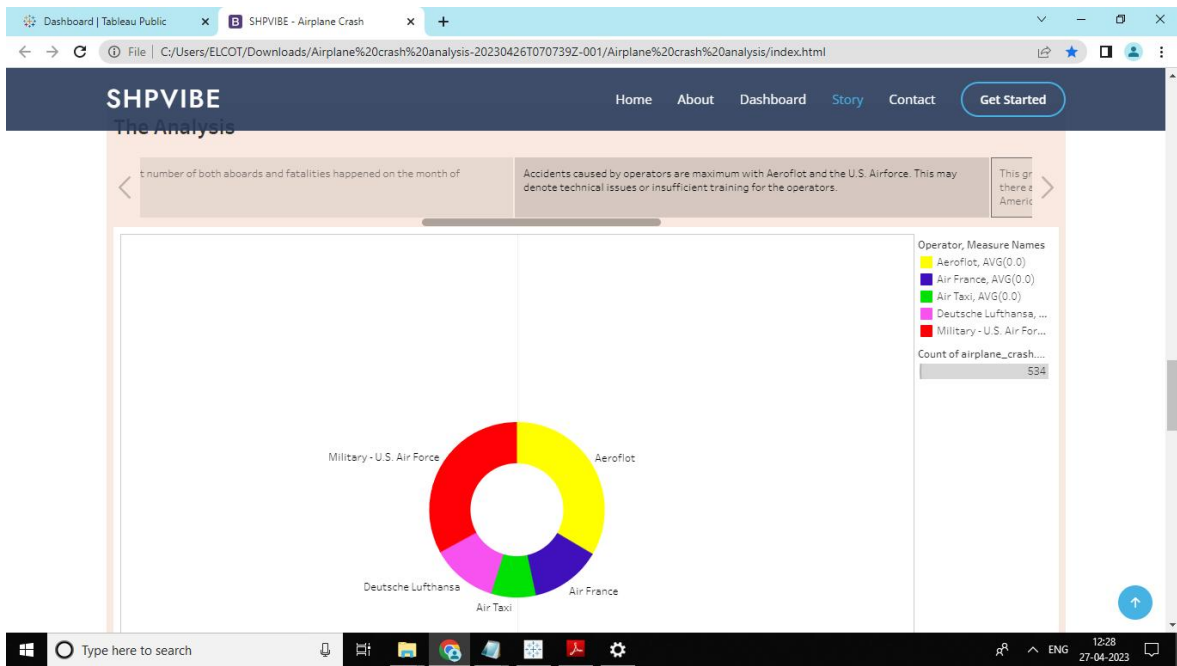 Dashboard | Tableau Public
SHPVIBE - Airplane Crash
File | C:/Users/ELCOT/Downloads/Airplane%20crash%20analysis-20230426T070739Z-001/Airplane%20crash%20analysis/index.html
SHPVIBE
Home About Dashboard Story Contact Get Started
The Analysis
t number of both aboards and fatalities happened on the month of
Accidents caused by operators are maximum with Aeroflot and the U.S. Airforce. This may
denote technical issues or insufficient training for the operators.
This gr
there a
Americ
Operator, Measure Names
Aeroflot, AVG(0.0)
Air France, AVG(0.0)
Air Taxi, AVG(0.0)
Deutsche Lufthansa, ...
Military - U.S. Air For...
Count of airplane_crash....
534
Military - U.S. Air Force
Aeroflot
Deutsche Lufthansa
Air France
Air Taxi
Type here to search
ENG
12:28
27-04-2023